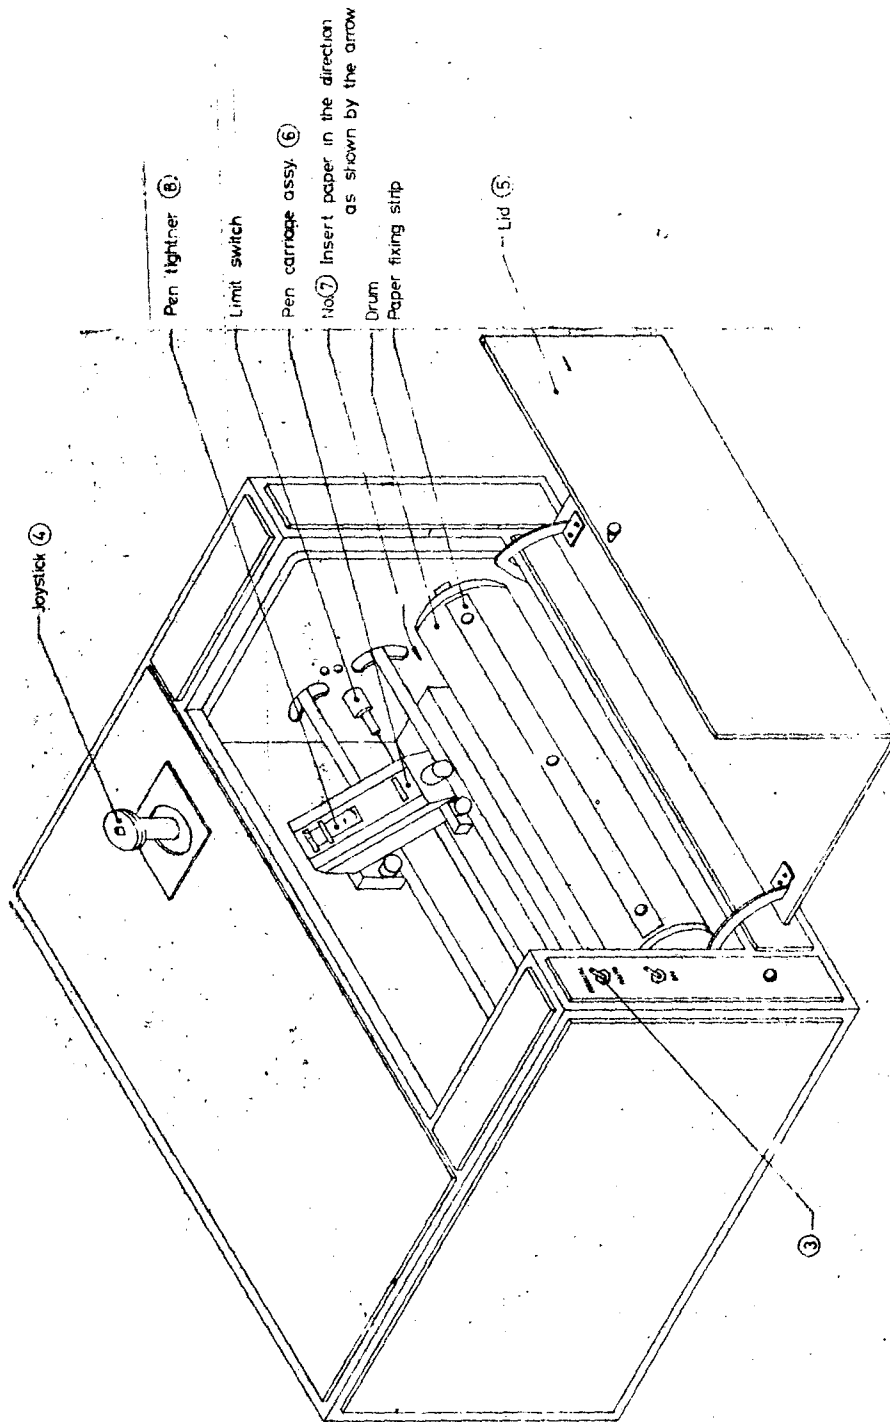 Joystick ④
Pen tightner ⑧
Limit switch
Pen carriage assy. ⑥
No.⑦ Insert paper in the direction
as shown by the arrow
Drum
Paper fixing strip
Lid ⑤
③